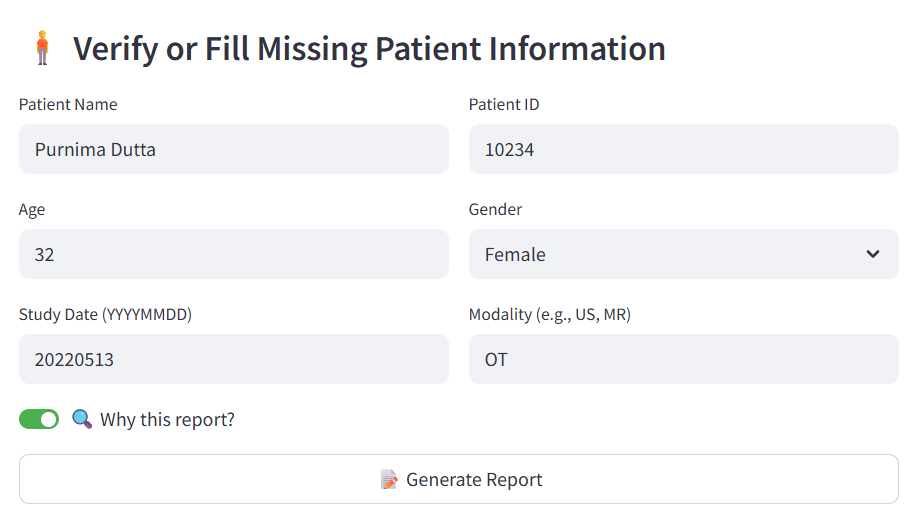 Verify or Fill Missing Patient Information
Patient Name
Purnima Dutta
Patient ID
10234
Age
32
Gender
Female
Study Date (YYYYMMDD)
20220513
Modality (e.g., US, MR)
OT
Why this report?
Generate Report